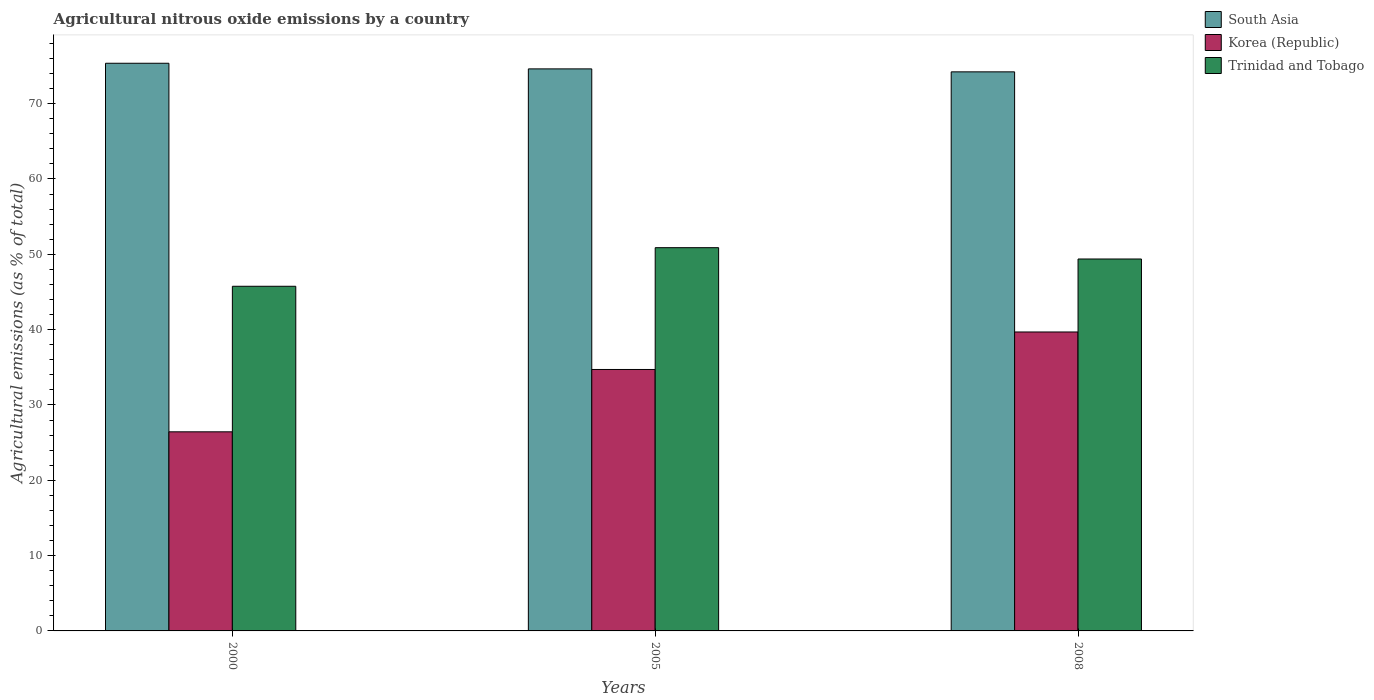 Agricultural nitrous oxide emissions by a country
South Asia
Korea (Republic)
Trinidad and Tobago
Agricultural emissions (as % of total)
70
60
50
40
30
20
10
0
2000
2005
2008
Years